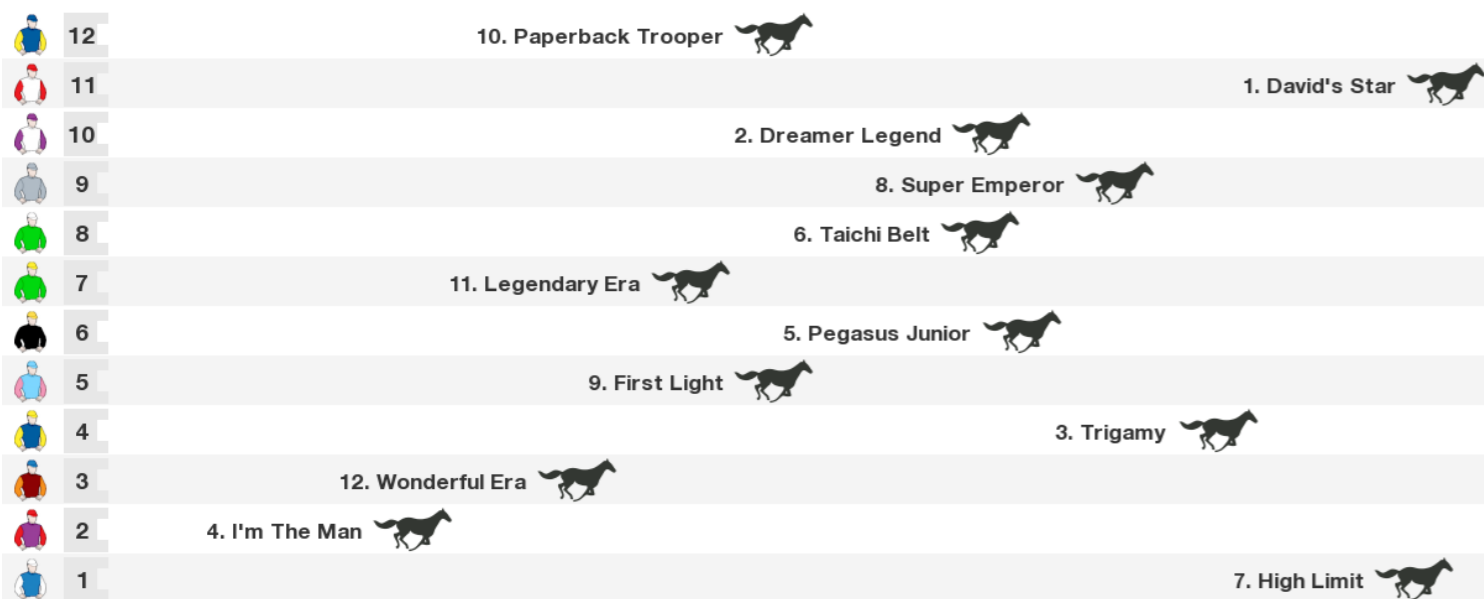 12 10. Paperback Trooper
11 1. David's Star
10 2. Dreamer Legend
9 8. Super Emperor
8 6. Taichi Belt
7 11. Legendary Era
6 5. Pegasus Junior
5 9. First Light
4 3. Trigamy
3 12. Wonderful Era
2 4. I'm The Man
1 7. High Limit